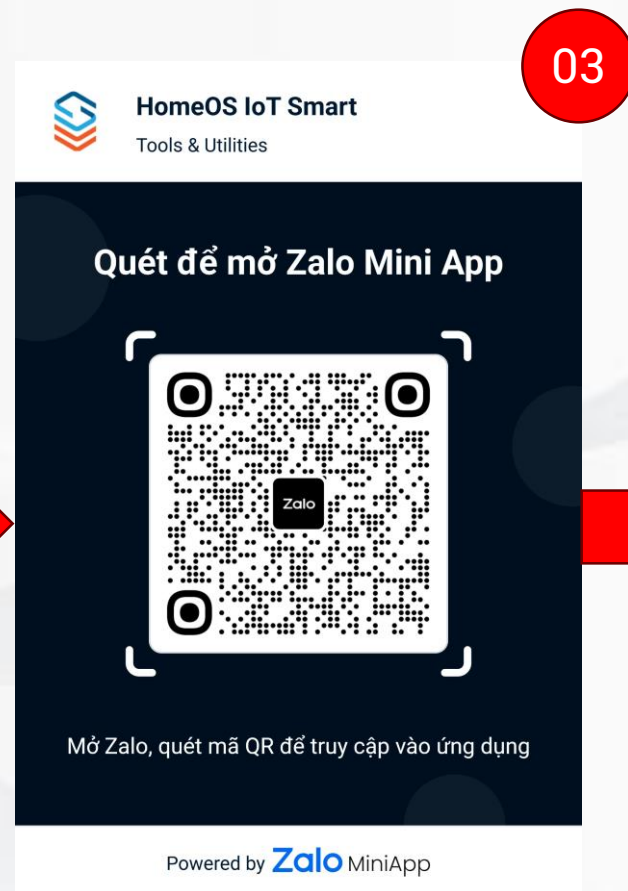 03
HomeOS IoT Smart
Tools & Utilities
Quét để mở Zalo Mini App
Zalo
Mở Zalo, quét mã QR để truy cập vào ứng dụng
Powered by Zalo MiniApp